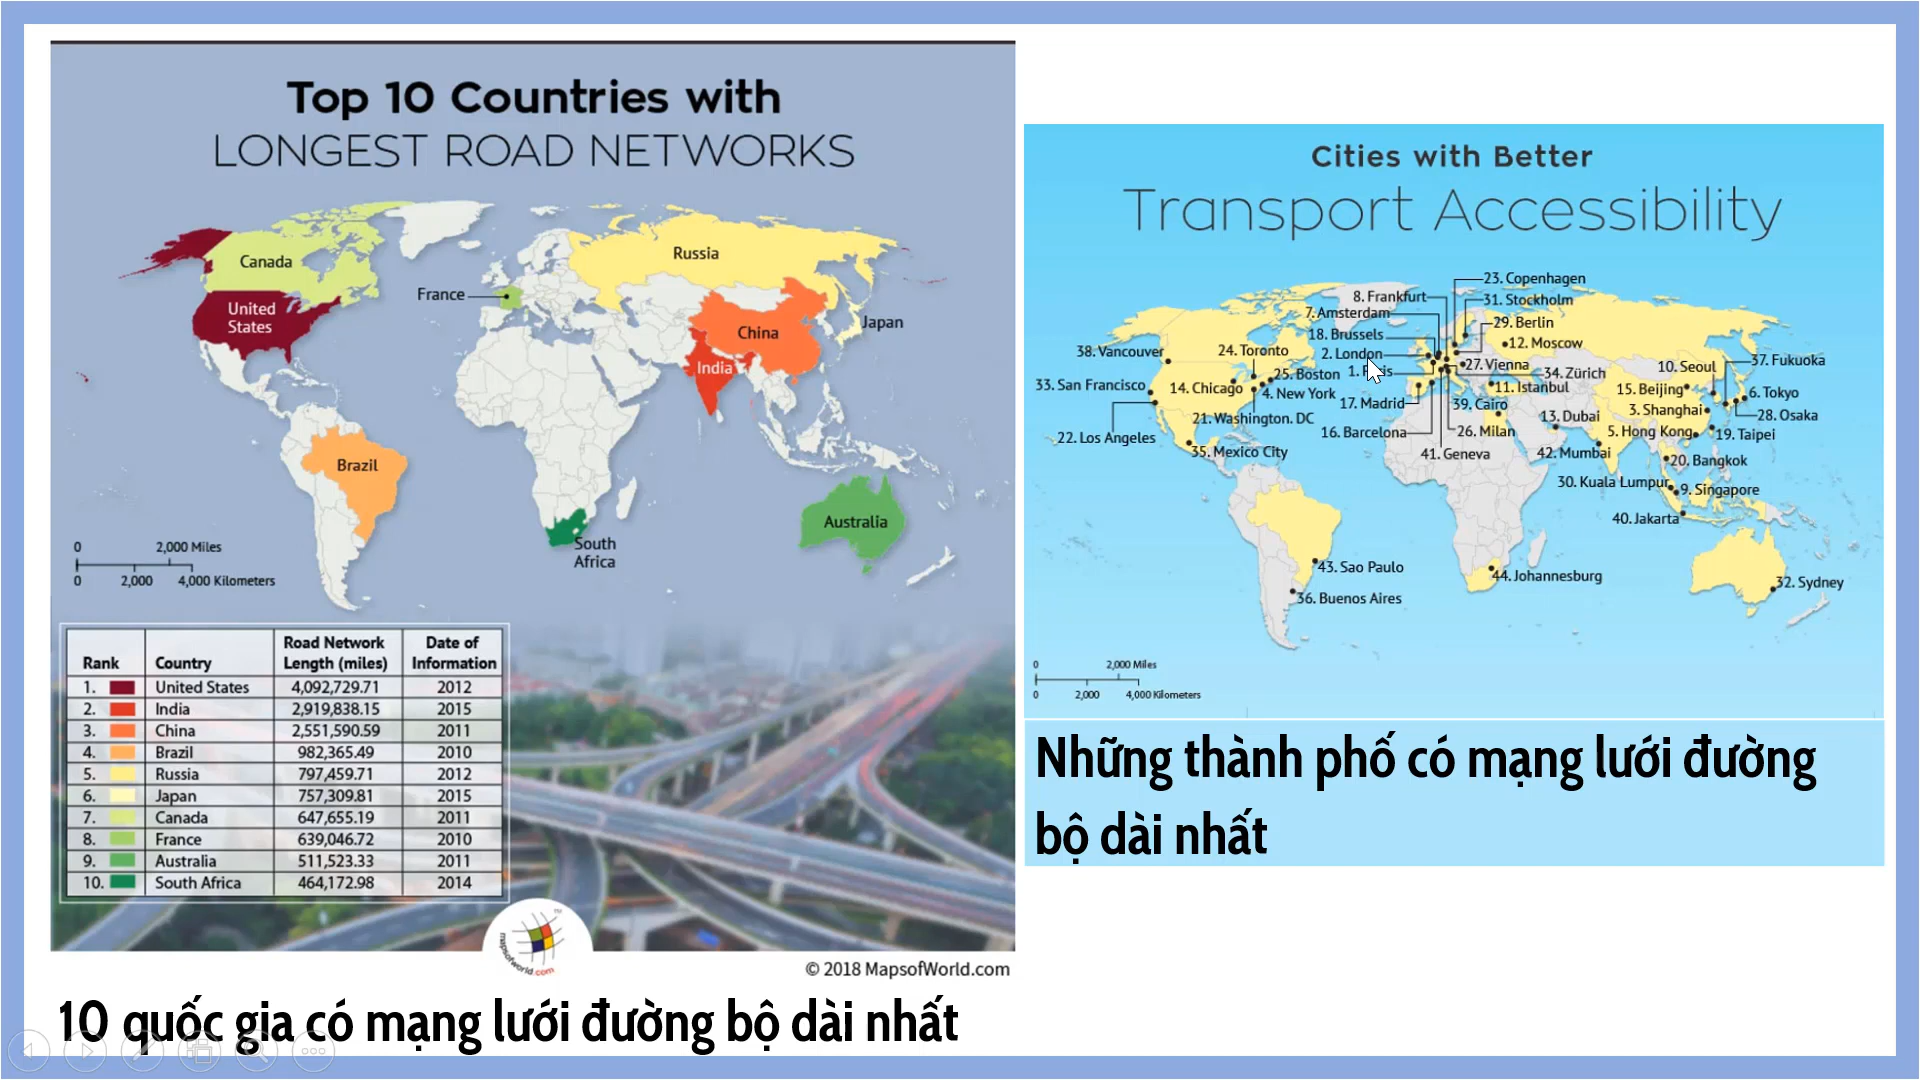 Top 10 Countries with
LONGEST ROAD NETWORKS
Canada
United
States
France
Russia
China
India
Japan
Brazil
South
Africa
Australia
0 2,000 Miles
0 2,000 4,000 Kilometers
Rank Country Road Network Length (miles) Date of Information
1. United States 4,092,729.71 2012
2. India 2,919,838.15 2015
3. China 2,551,590.59 2011
4. Brazil 982,365.49 2010
5. Russia 797,459.71 2012
6. Japan 757,309.81 2015
7. Canada 647,655.19 2011
8. France 639,046.72 2010
9. Australia 511,523.33 2011
10. South Africa 464,172.98 2014
mapsofworld.com
© 2018 MapsofWorld.com
10 quốc gia có mạng lưới đường bộ dài nhất
Cities with Better
Transport Accessibility
23. Copenhagen
8. Frankfurt
31. Stockholm
7. Amsterdam
29. Berlin
18. Brussels
12. Moscow
38. Vancouver
24. Toronto
2. London
27. Vienna
10. Seoul
37. Fukuoka
33. San Francisco
14. Chicago
25. Boston
1.
34. Zürich
4. New York
11. Istanbul
15. Beijing
6. Tokyo
17. Madrid
39. Cairo
3. Shanghai
28. Osaka
21. Washington. DC
13. Dubai
22. Los Angeles
16. Barcelona
26. Milan
5. Hong Kong
19. Taipei
35. Mexico City
41. Geneva
42. Mumbai
20. Bangkok
30. Kuala Lumpur
9. Singapore
40. Jakarta
43. Sao Paulo
44. Johannesburg
32. Sydney
36. Buenos Aires
0 2,000 Miles
0 2,000 4,000 Kilometers
Những thành phố có mạng lưới đường
bộ dài nhất